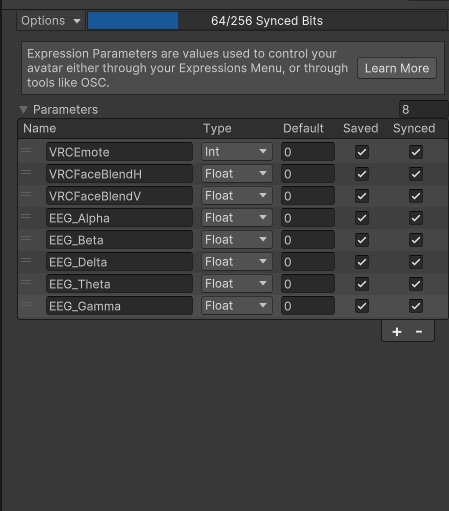 Options 64/256 Synced Bits
Expression Parameters are values used to control your
avatar either through your Expressions Menu, or through
tools like OSC.
Learn More
Parameters 8
Name Type Default Saved Synced
VRCEmote Int 0
VRCFaceBlendH Float 0
VRCFaceBlendV Float 0
EEG_Alpha Float 0
EEG_Beta Float 0
EEG_Delta Float 0
EEG_Theta Float 0
EEG_Gamma Float 0
+ -